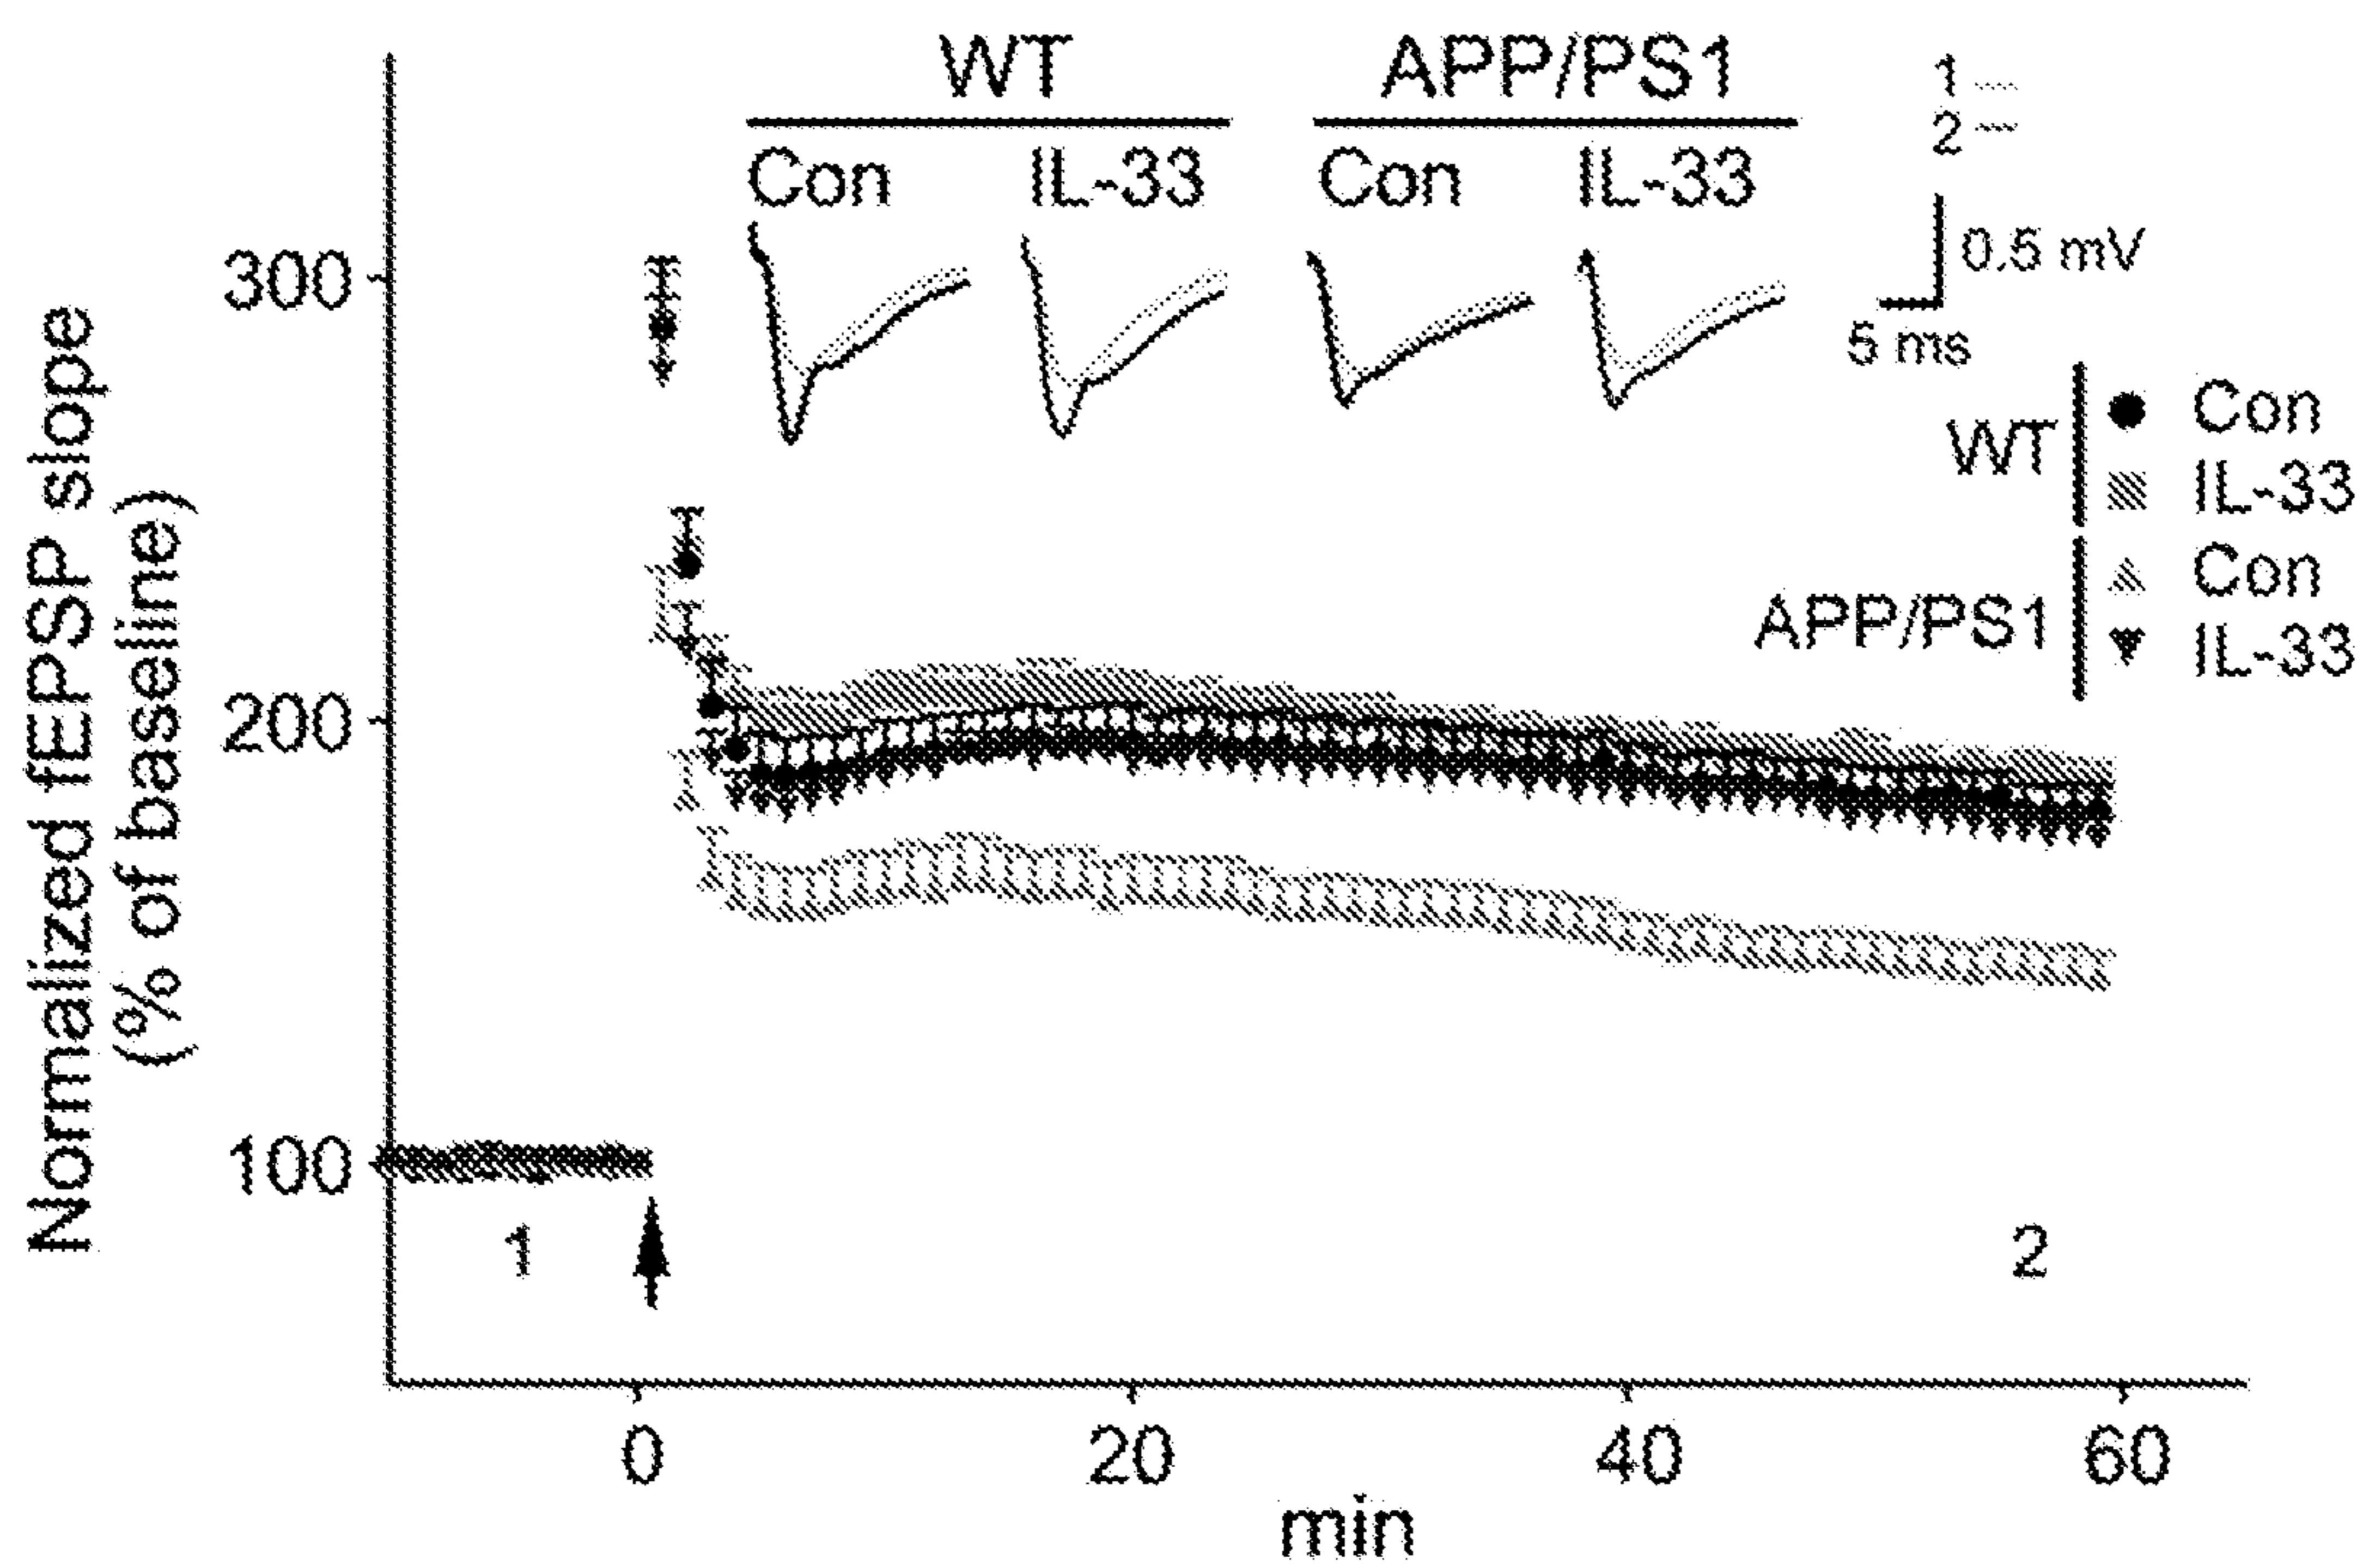 WT APP/PS1
Con IL-33 Con IL-33
1
2
0.5 mV
5 ms
WT
Con
IL-33
APP/PS1
Con
IL-33
Normalized fEPSP slope
(% of baseline)
300
200
100
1
2
0 20 40 60
min